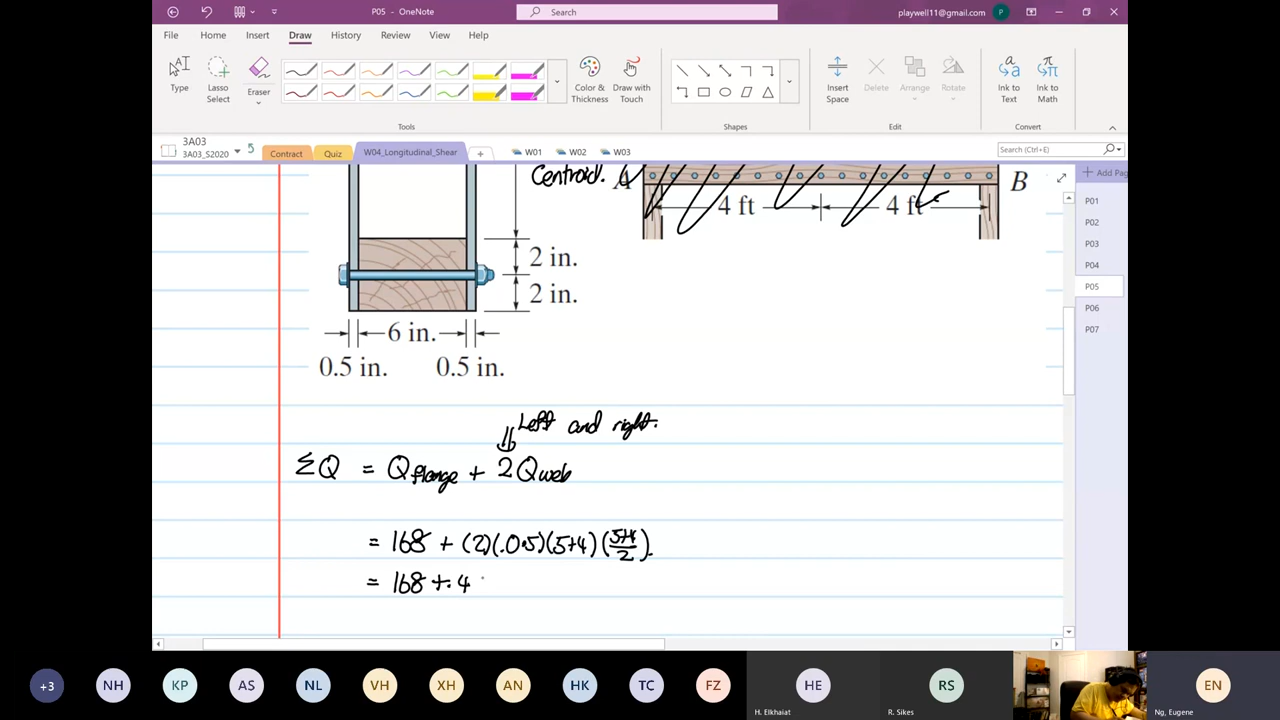 P05 - OneNote
Search
playwell11@gmail.com
P
File
Home
Insert
Draw
History
Review
View
Help
Type
Lasso Select
Eraser
Color & Thickness
Draw with Touch
Insert Space
Delete
Arrange
Rotate
Ink to Text
Ink to Math
Tools
Shapes
Edit
Convert
3A03
3A03_S2020
5
Contract
Quiz
W04_Longitudinal_Shear
W01
W02
W03
Search (Ctrl+E)
Add Pag
P01
P02
P03
P04
P05
P06
P07
Centroid.
A
B
4 ft
4 ft
2 in.
2 in.
6 in.
0.5 in.
0.5 in.
Left and right.
ΣQ = Q flange + 2 Q web
= 168 + (2)(.0.5)(5+4)(5+4/2).
= 168 + 4
+3
NH
KP
AS
NL
VH
XH
AN
HK
TC
FZ
HE
H. Elkhaiat
RS
R. Sikes
EN
Ng, Eugene